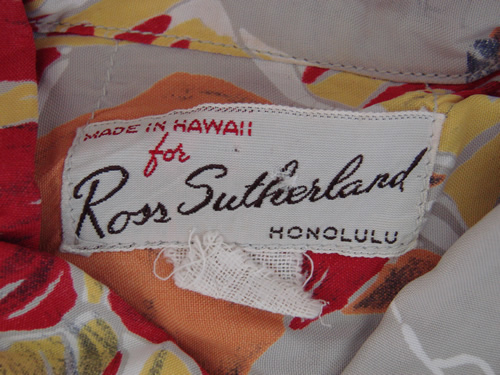 MADE IN HAWAII
for
Ross Sutherland
HONOLULU